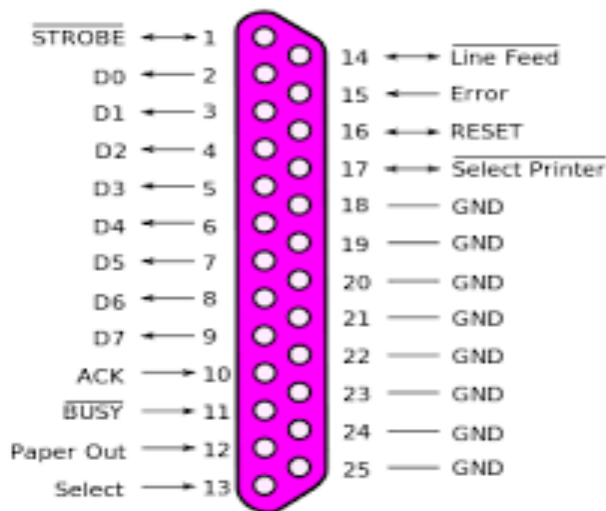 STROBE 1
D0 2
D1 3
D2 4
D3 5
D4 6
D5 7
D6 8
D7 9
ACK 10
BUSY 11
Paper Out 12
Select 13
14 Line Feed
15 Error
16 RESET
17 Select Printer
18 GND
19 GND
20 GND
21 GND
22 GND
23 GND
24 GND
25 GND